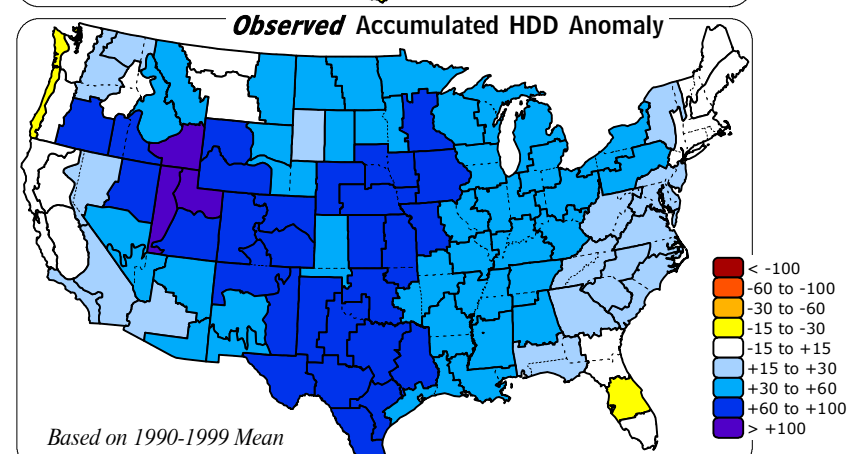 Observed Accumulated HDD Anomaly
< -100
-60 to -100
-30 to -60
-15 to -30
-15 to +15
+15 to +30
+30 to +60
+60 to +100
> +100
Based on 1990-1999 Mean